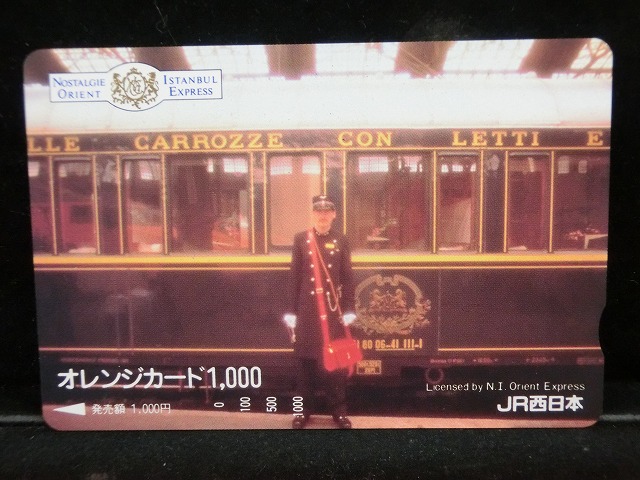 NOSTALGIE ISTANBUL
ORIENT EXPRESS
LLE CARROZZE CON LETTI E
オレンジカード1,000
発売額 1,000円
0 100 500 1000
Licensed by N.I. Orient Express
JR西日本